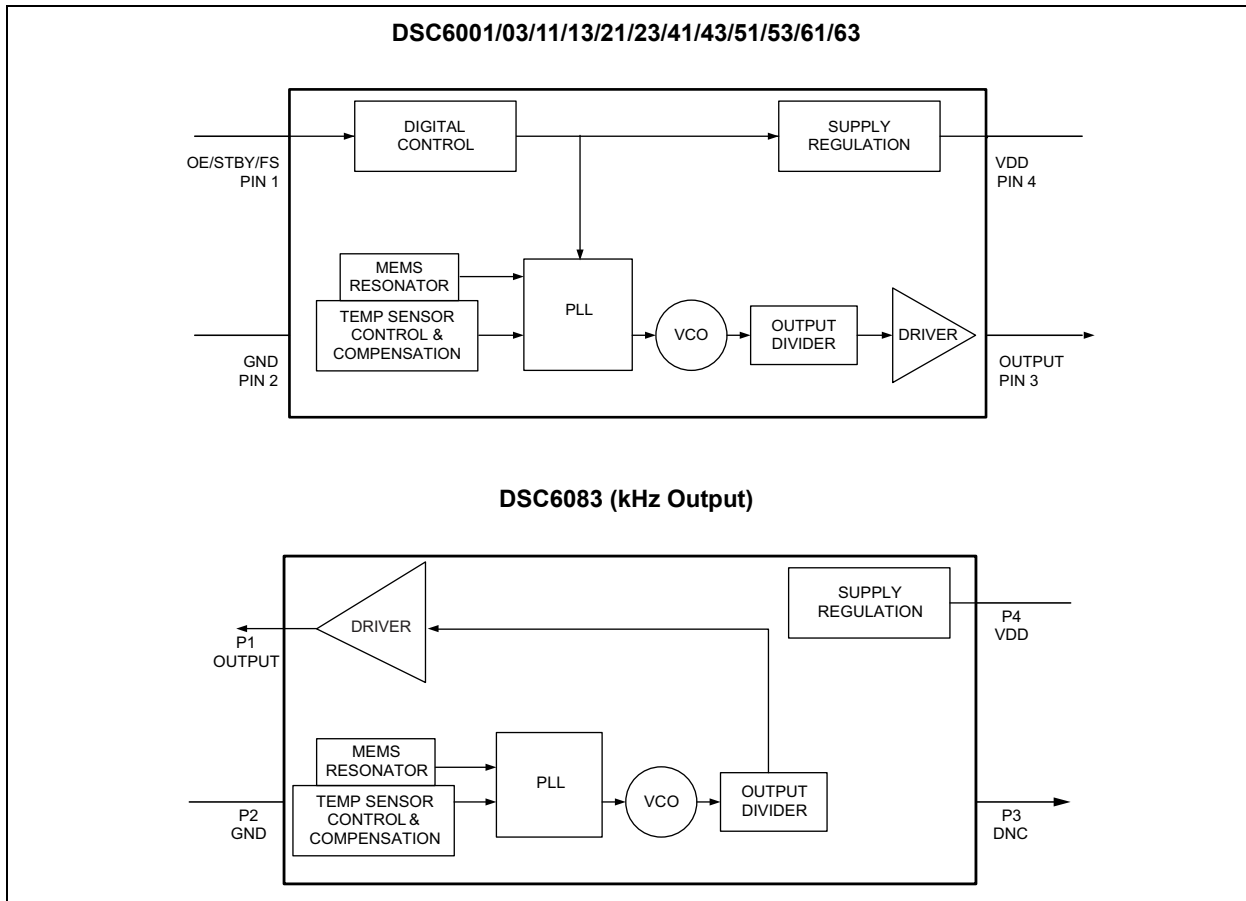 DSC6001/03/11/13/21/23/41/43/51/53/61/63
DIGITAL
CONTROL
SUPPLY
REGULATION
OE/STBY/FS
PIN 1
VDD
PIN 4
MEMS
RESONATOR
TEMP SENSOR
CONTROL &
COMPENSATION
PLL
VCO
OUTPUT
DIVIDER
DRIVER
GND
PIN 2
OUTPUT
PIN 3
DSC6083 (kHz Output)
DRIVER
SUPPLY
REGULATION
P1
OUTPUT
P4
VDD
MEMS
RESONATOR
TEMP SENSOR
CONTROL &
COMPENSATION
PLL
VCO
OUTPUT
DIVIDER
P2
GND
P3
DNC